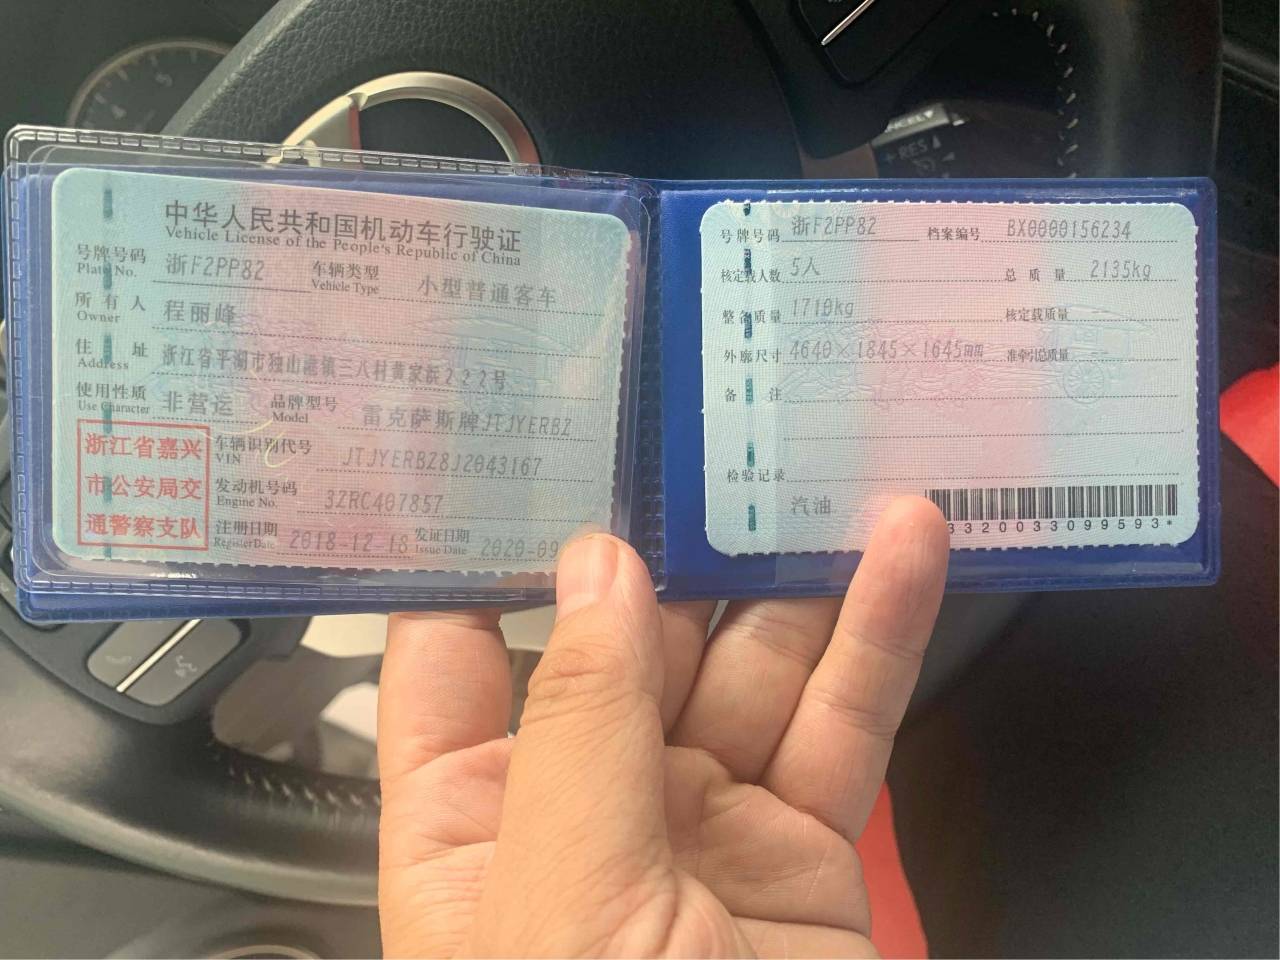 中华人民共和国机动车行驶证
Vehicle License of the People's Republic of China
号牌号码 浙F2PP82 车辆类型 小型普通客车
Plate No. Vehicle Type
所有人 程丽峰
Owner
住址 浙江省平湖市独山港镇三八村黄家浜222号
Address
使用性质 非营运 品牌型号 雷克萨斯牌JTJYERBZ
Use Character Model
浙江省嘉兴
市公安局交
通警察支队
车辆识别代号 JTJYERBZ8J2043167
VIN
发动机号码 3ZRC407857
Engine No.
注册日期 2018-12-18 发证日期 2020-09
Register Date Issue Date
号牌号码 浙F2PP82 档案编号 BX0000156234
核定载人数 5人 总质量 2135kg
整备质量 1710kg 核定载质量 --
外廓尺寸 4640×1845×1645mm 准牵引总质量 --
备注
检验记录
汽油
3320033099593*
+RES